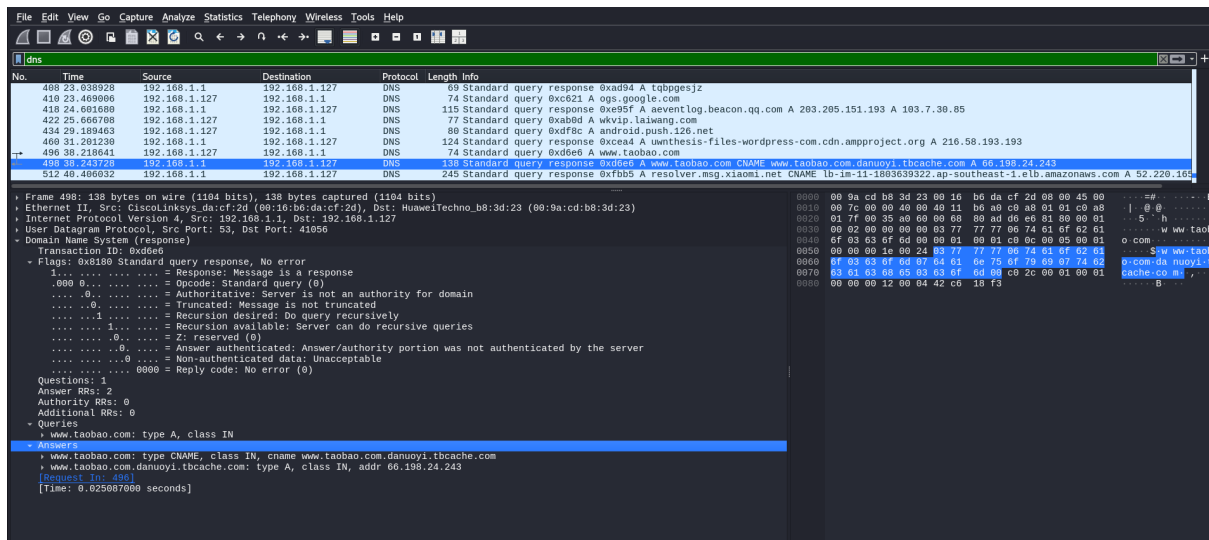 File Edit View Go Capture Analyze Statistics Telephony Wireless Tools Help
dns
No. Time Source Destination Protocol Length Info
408 23.038928 192.168.1.1 192.168.1.127 DNS 69 Standard query response 0xad94 A tqbpgesjz
410 23.469006 192.168.1.127 192.168.1.1 DNS 74 Standard query 0xc621 A ogs.google.com
418 24.601680 192.168.1.1 192.168.1.127 DNS 115 Standard query response 0xe95f A aeventlog.beacon.qq.com A 203.205.151.193 A 103.7.30.85
422 25.666708 192.168.1.127 192.168.1.1 DNS 77 Standard query 0xab0d A wkvip.laiwang.com
434 29.189463 192.168.1.127 192.168.1.1 DNS 80 Standard query 0xdf8c A android.push.126.net
460 31.201230 192.168.1.1 192.168.1.127 DNS 124 Standard query response 0xcea4 A uwnthesis-files-wordpress-com.cdn.ampproject.org A 216.58.193.193
496 38.218641 192.168.1.127 192.168.1.1 DNS 74 Standard query 0xd6e6 A www.taobao.com
498 38.243728 192.168.1.1 192.168.1.127 DNS 138 Standard query response 0xd6e6 A www.taobao.com CNAME www.taobao.com.danuoyi.tbcache.com A 66.198.24.243
512 40.406032 192.168.1.1 192.168.1.127 DNS 245 Standard query response 0xfbb5 A resolver.msg.xiaomi.net CNAME lb-im-11-1803639322.ap-southeast-1.elb.amazonaws.com A 52.220.165
Frame 498: 138 bytes on wire (1104 bits), 138 bytes captured (1104 bits)
Ethernet II, Src: CiscoLinksys_da:cf:2d (00:16:b6:da:cf:2d), Dst: HuaweiTechno_b8:3d:23 (00:9a:cd:b8:3d:23)
Internet Protocol Version 4, Src: 192.168.1.1, Dst: 192.168.1.127
User Datagram Protocol, Src Port: 53, Dst Port: 41056
Domain Name System (response)
Transaction ID: 0xd6e6
Flags: 0x8180 Standard query response, No error
1... .... .... .... = Response: Message is a response
.000 0... .... .... = Opcode: Standard query (0)
.... .0.. .... .... = Authoritative: Server is not an authority for domain
.... ..0. .... .... = Truncated: Message is not truncated
.... ...1 .... .... = Recursion desired: Do query recursively
.... .... 1... .... = Recursion available: Server can do recursive queries
.... .... .0.. .... = Z: reserved (0)
.... .... ..0. .... = Answer authenticated: Answer/authority portion was not authenticated by the server
.... .... ...0 .... = Non-authenticated data: Unacceptable
.... .... .... 0000 = Reply code: No error (0)
Questions: 1
Answer RRs: 2
Authority RRs: 0
Additional RRs: 0
Queries
www.taobao.com: type A, class IN
Answers
www.taobao.com: type CNAME, class IN, cname www.taobao.com.danuoyi.tbcache.com
www.taobao.com.danuoyi.tbcache.com: type A, class IN, addr 66.198.24.243
[Request In: 496]
[Time: 0.025087000 seconds]
0000 00 9a cd b8 3d 23 00 16 b6 da cf 2d 08 00 45 00
0010 00 7c 00 00 40 00 40 11 b6 a0 c0 a8 01 01 c0 a8
0020 01 7f 00 35 a0 60 00 68 80 ad d6 e6 81 80 00 01
0030 00 02 00 00 00 00 03 77 77 77 06 74 61 6f 62 61
0040 6f 03 63 6f 6d 00 00 01 00 01 c0 0c 00 05 00 01
0050 00 00 00 1e 00 24 03 77 77 77 06 74 61 6f 62 61
0060 6f 03 63 6f 6d 07 64 61 6e 75 6f 79 69 07 74 62
0070 63 61 63 68 65 03 63 6f 6d 00 c0 2c 00 01 00 01
0080 00 00 00 12 00 04 42 c6 18 f3
····=#·· ···-··E
·|··@·@·
···5·`·h
·······w ww·taob
o·com···
·····$·w ww·taob
o·com·da nuoyi·t
cache·co m··,··
······B· ··